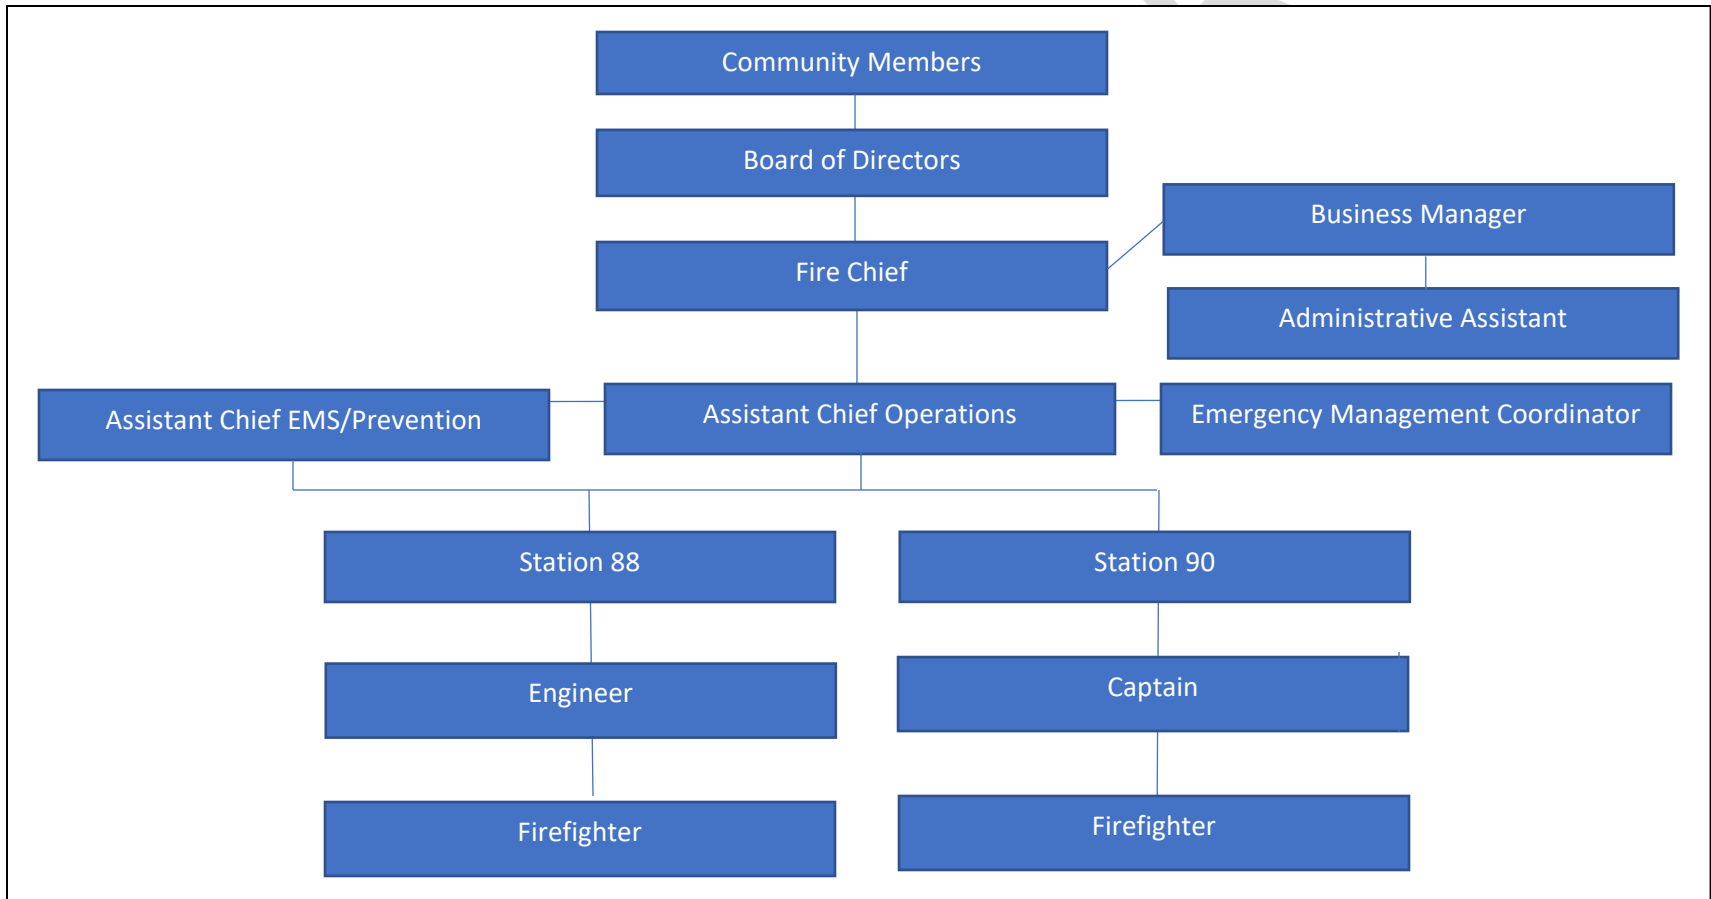 Community Members
Board of Directors
Business Manager
Fire Chief
Administrative Assistant
Assistant Chief EMS/Prevention
Assistant Chief Operations
Emergency Management Coordinator
Station 88
Station 90
Engineer
Captain
Firefighter
Firefighter